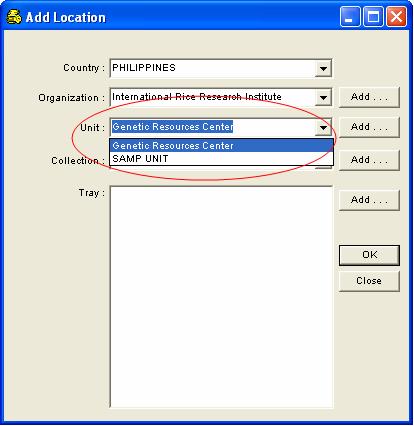 Add Location
Country : PHILIPPINES
Organization : International Rice Research Institute Add . . .
Unit : Genetic Resources Center Add . . .
Genetic Resources Center
SAMP UNIT
Collection : Add . . .
Tray : Add . . .
OK
Close